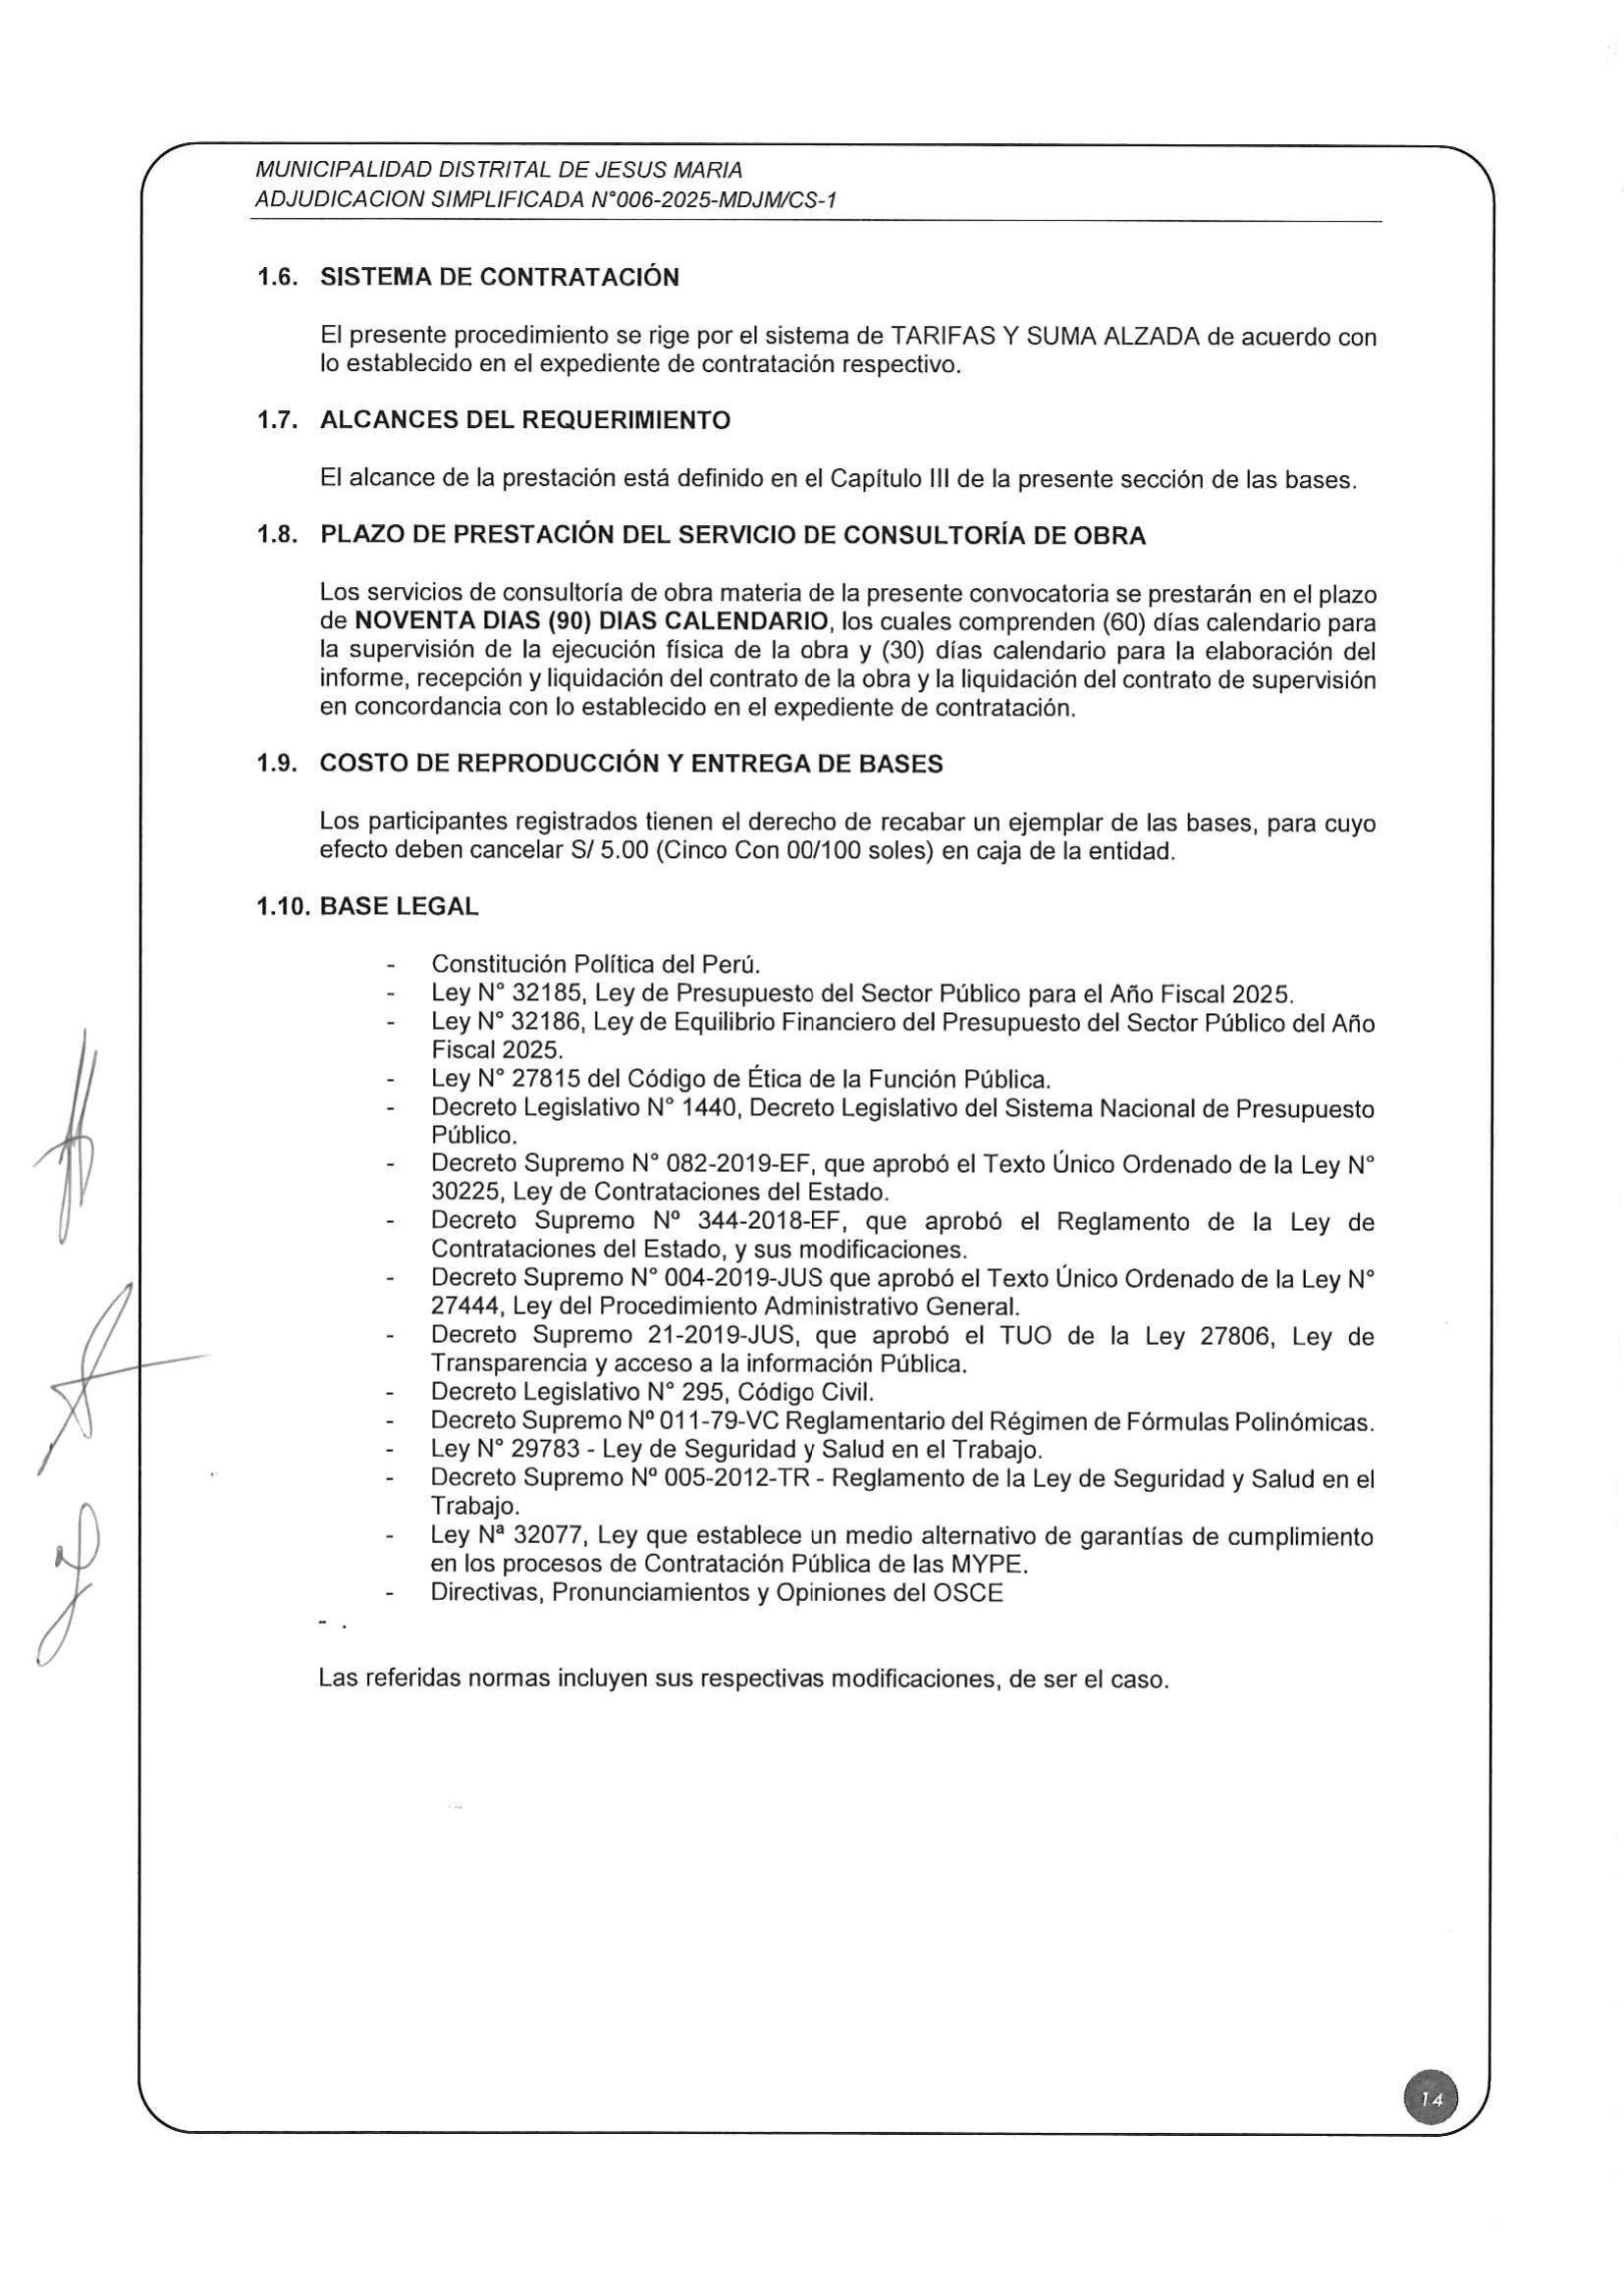 MUNICIPALIDAD DISTRITAL DE JESUS MARIA
ADJUDICACION SIMPLIFICADA N°006-2025-MDJM/CS-1
1.6. SISTEMA DE CONTRATACIÓN
El presente procedimiento se rige por el sistema de TARIFAS Y SUMA ALZADA de acuerdo con
lo establecido en el expediente de contratación respectivo.
1.7. ALCANCES DEL REQUERIMIENTO
El alcance de la prestación está definido en el Capítulo III de la presente sección de las bases.
1.8. PLAZO DE PRESTACIÓN DEL SERVICIO DE CONSULTORÍA DE OBRA
Los servicios de consultoría de obra materia de la presente convocatoria se prestarán en el plazo
de NOVENTA DIAS (90) DIAS CALENDARIO, los cuales comprenden (60) días calendario para
la supervisión de la ejecución física de la obra y (30) días calendario para la elaboración del
informe, recepción y liquidación del contrato de la obra y la liquidación del contrato de supervisión
en concordancia con lo establecido en el expediente de contratación.
1.9. COSTO DE REPRODUCCIÓN Y ENTREGA DE BASES
Los participantes registrados tienen el derecho de recabar un ejemplar de las bases, para cuyo
efecto deben cancelar S/ 5.00 (Cinco Con 00/100 soles) en caja de la entidad.
1.10. BASE LEGAL
- Constitución Política del Perú.
- Ley N° 32185, Ley de Presupuesto del Sector Público para el Año Fiscal 2025.
- Ley N° 32186, Ley de Equilibrio Financiero del Presupuesto del Sector Público del Año
Fiscal 2025.
- Ley N° 27815 del Código de Ética de la Función Pública.
- Decreto Legislativo N° 1440, Decreto Legislativo del Sistema Nacional de Presupuesto
Público.
- Decreto Supremo N° 082-2019-EF, que aprobó el Texto Único Ordenado de la Ley N°
30225, Ley de Contrataciones del Estado.
- Decreto Supremo Nº 344-2018-EF, que aprobó el Reglamento de la Ley de
Contrataciones del Estado, y sus modificaciones.
- Decreto Supremo N° 004-2019-JUS que aprobó el Texto Único Ordenado de la Ley N°
27444, Ley del Procedimiento Administrativo General.
- Decreto Supremo 21-2019-JUS, que aprobó el TUO de la Ley 27806, Ley de
Transparencia y acceso a la información Pública.
- Decreto Legislativo N° 295, Código Civil.
- Decreto Supremo Nº 011-79-VC Reglamentario del Régimen de Fórmulas Polinómicas.
- Ley N° 29783 - Ley de Seguridad y Salud en el Trabajo.
- Decreto Supremo Nº 005-2012-TR - Reglamento de la Ley de Seguridad y Salud en el
Trabajo.
- Ley Nª 32077, Ley que establece un medio alternativo de garantías de cumplimiento
en los procesos de Contratación Pública de las MYPE.
- Directivas, Pronunciamientos y Opiniones del OSCE
- .
Las referidas normas incluyen sus respectivas modificaciones, de ser el caso.
14